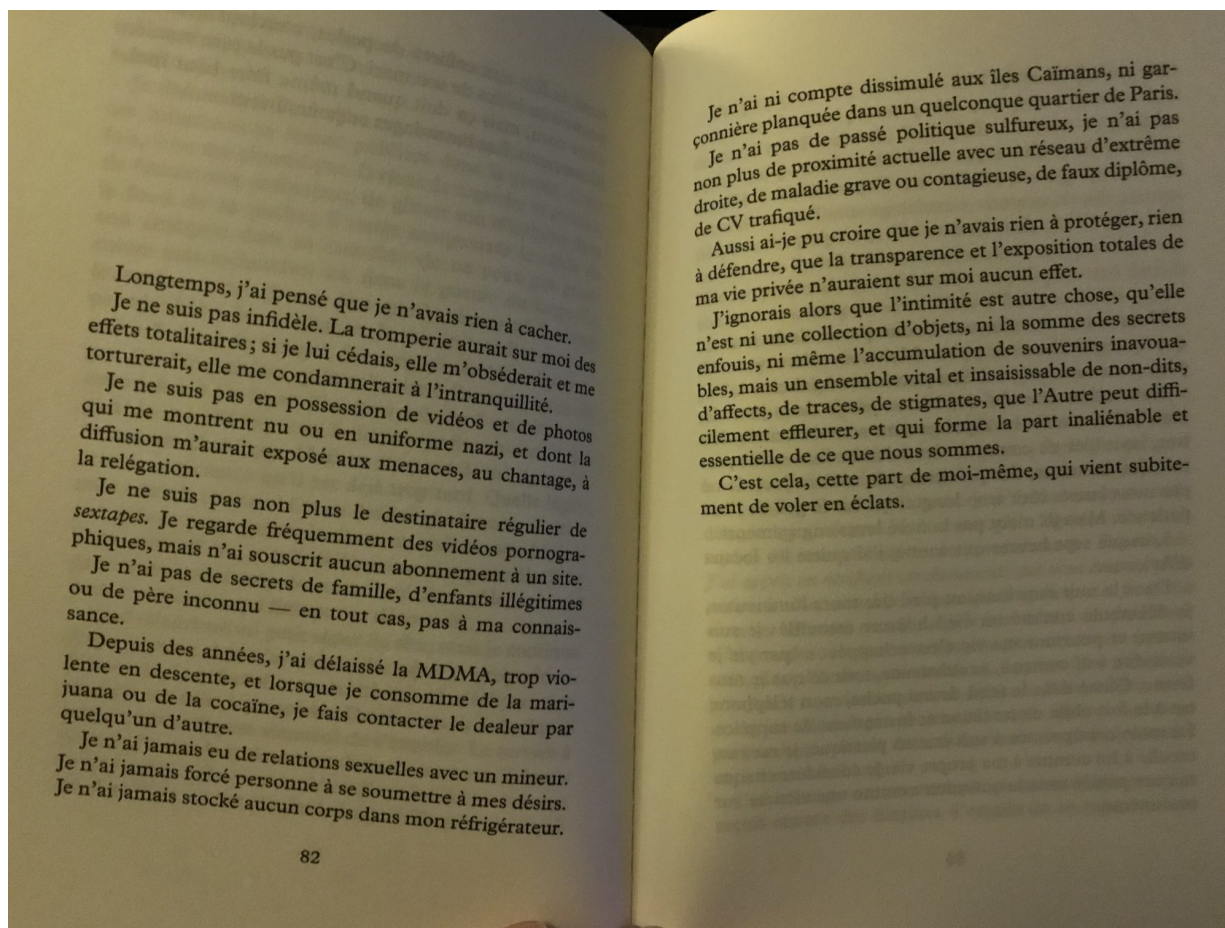 Longtemps, j'ai pensé que je n'avais rien à cacher.
Je ne suis pas infidèle. La tromperie aurait sur moi des
effets totalitaires ; si je lui cédais, elle m'obséderait et me
torturerait, elle me condamnerait à l'intranquillité.
Je ne suis pas en possession de vidéos et de photos
qui me montrent nu ou en uniforme nazi, et dont la
diffusion m'aurait exposé aux menaces, au chantage, à
la relégation.
Je ne suis pas non plus le destinataire régulier de
sextapes. Je regarde fréquemment des vidéos pornogra-
phiques, mais n'ai souscrit aucun abonnement à un site.
Je n'ai pas de secrets de famille, d'enfants illégitimes
ou de père inconnu — en tout cas, pas à ma connais-
sance.
Depuis des années, j'ai délaissé la MDMA, trop vio-
lente en descente, et lorsque je consomme de la mari-
juana ou de la cocaïne, je fais contacter le dealeur par
quelqu'un d'autre.
Je n'ai jamais eu de relations sexuelles avec un mineur.
Je n'ai jamais forcé personne à se soumettre à mes désirs.
Je n'ai jamais stocké aucun corps dans mon réfrigérateur.
82
Je n'ai ni compte dissimulé aux îles Caïmans, ni gar-
çonnière planquée dans un quelconque quartier de Paris.
Je n'ai pas de passé politique sulfureux, je n'ai pas
non plus de proximité actuelle avec un réseau d'extrême
droite, de maladie grave ou contagieuse, de faux diplôme,
de CV trafiqué.
Aussi ai-je pu croire que je n'avais rien à protéger, rien
à défendre, que la transparence et l'exposition totales de
ma vie privée n'auraient sur moi aucun effet.
J'ignorais alors que l'intimité est autre chose, qu'elle
n'est ni une collection d'objets, ni la somme des secrets
enfouis, ni même l'accumulation de souvenirs inavoua-
bles, mais un ensemble vital et insaisissable de non-dits,
d'affects, de traces, de stigmates, que l'Autre peut diffi-
cilement effleurer, et qui forme la part inaliénable et
essentielle de ce que nous sommes.
C'est cela, cette part de moi-même, qui vient subite-
ment de voler en éclats.